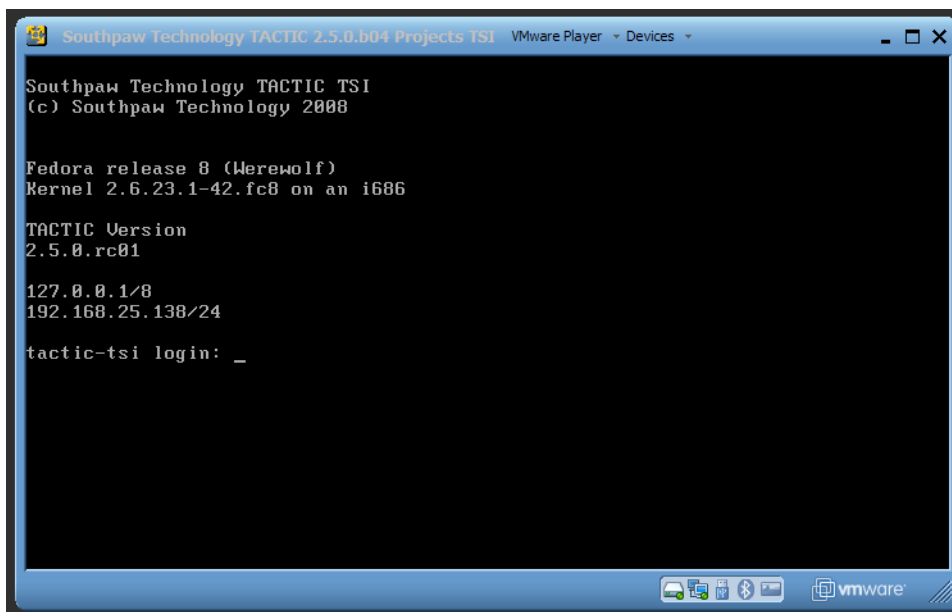 Southpaw Technology TACTIC 2.5.0.b04 Projects TSI VMware Player Devices
Southpaw Technology TACTIC TSI
(c) Southpaw Technology 2008
Fedora release 8 (Werewolf)
Kernel 2.6.23.1-42.fc8 on an i686
TACTIC Version
2.5.0.rc01
127.0.0.1/8
192.168.25.138/24
tactic-tsi login: _
vmware